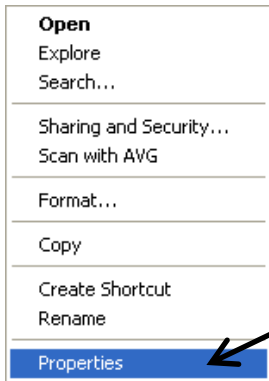 Open
Explore
Search...
Sharing and Security...
Scan with AVG
Format...
Copy
Create Shortcut
Rename
Properties